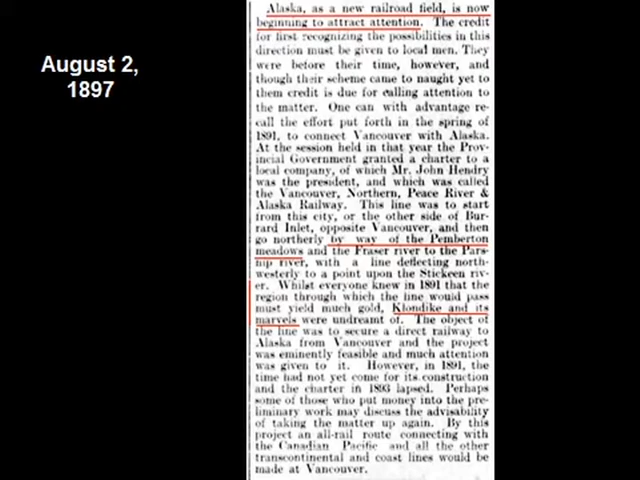 August 2,
1897
Alaska, as a new railroad field, is now
beginning to attract attention. The credit
for first recognizing the possibilities in this
direction must be given to local men. They
were before their time, however, and
though their scheme came to naught yet to
them credit is due for calling attention to
the matter. One can with advantage re-
call the effort put forth in the spring of
1891, to connect Vancouver with Alaska.
At the session held in that year the Prov-
incial Government granted a charter to a
local company, of which Mr. John Hendry
was the president, and which was called
the Vancouver, Northern, Peace River &
Alaska Railway. This line was to start
from this city, or the other side of Bur-
rard Inlet, opposite Vancouver, and then
go northerly by way of the Pemberton
meadows and the Fraser river to the Pars-
nip river, with a line deflecting north-
westerly to a point upon the Stickeen riv-
er. Whilst everyone knew in 1891 that the
region through which the line would pass
must yield much gold, Klondike and its
marvels were undreamt of. The object of
the line was to secure a direct railway to
Alaska from Vancouver and the project
was eminently feasible and much attention
was given to it. However, in 1891, the
time had not yet come for its construction
and the charter in 1893 lapsed. Perhaps
some of those who put money into the pre-
liminary work may discuss the advisability
of taking the matter up again. By this
project an all-rail route connecting with
the Canadian Pacific and all the other
transcontinental and coast lines would be
made at Vancouver.